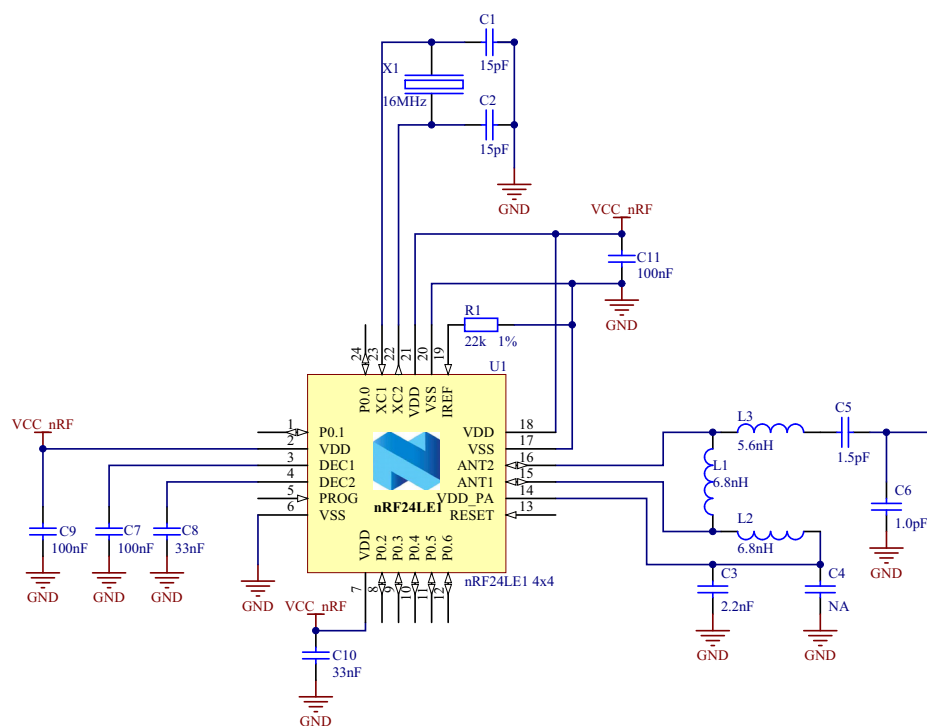 C1
15pF
X1
16MHz
C2
15pF
GND
VCC_nRF
C11
100nF
GND
R1
22k 1%
U1
24 23 22 21 20 19
P0.0 XC1 XC2 VDD VSS IREF
1 P0.1
2 VDD
3 DEC1
4 DEC2
5 PROG
6 VSS
VDD 18
VSS 17
ANT2 16
ANT1 15
VDD_PA 14
RESET 13
nRF24LE1
VDD P0.2 P0.3 P0.4 P0.5 P0.6
7 8 9 10 11 12
nRF24LE1 4x4
VCC_nRF
C9
100nF
GND
C7
100nF
GND
C8
33nF
GND
GND
VCC_nRF
C10
33nF
GND
L3
5.6nH
C5
1.5pF
L1
6.8nH
L2
6.8nH
C6
1.0pF
GND
C3
2.2nF
GND
C4
NA
GND